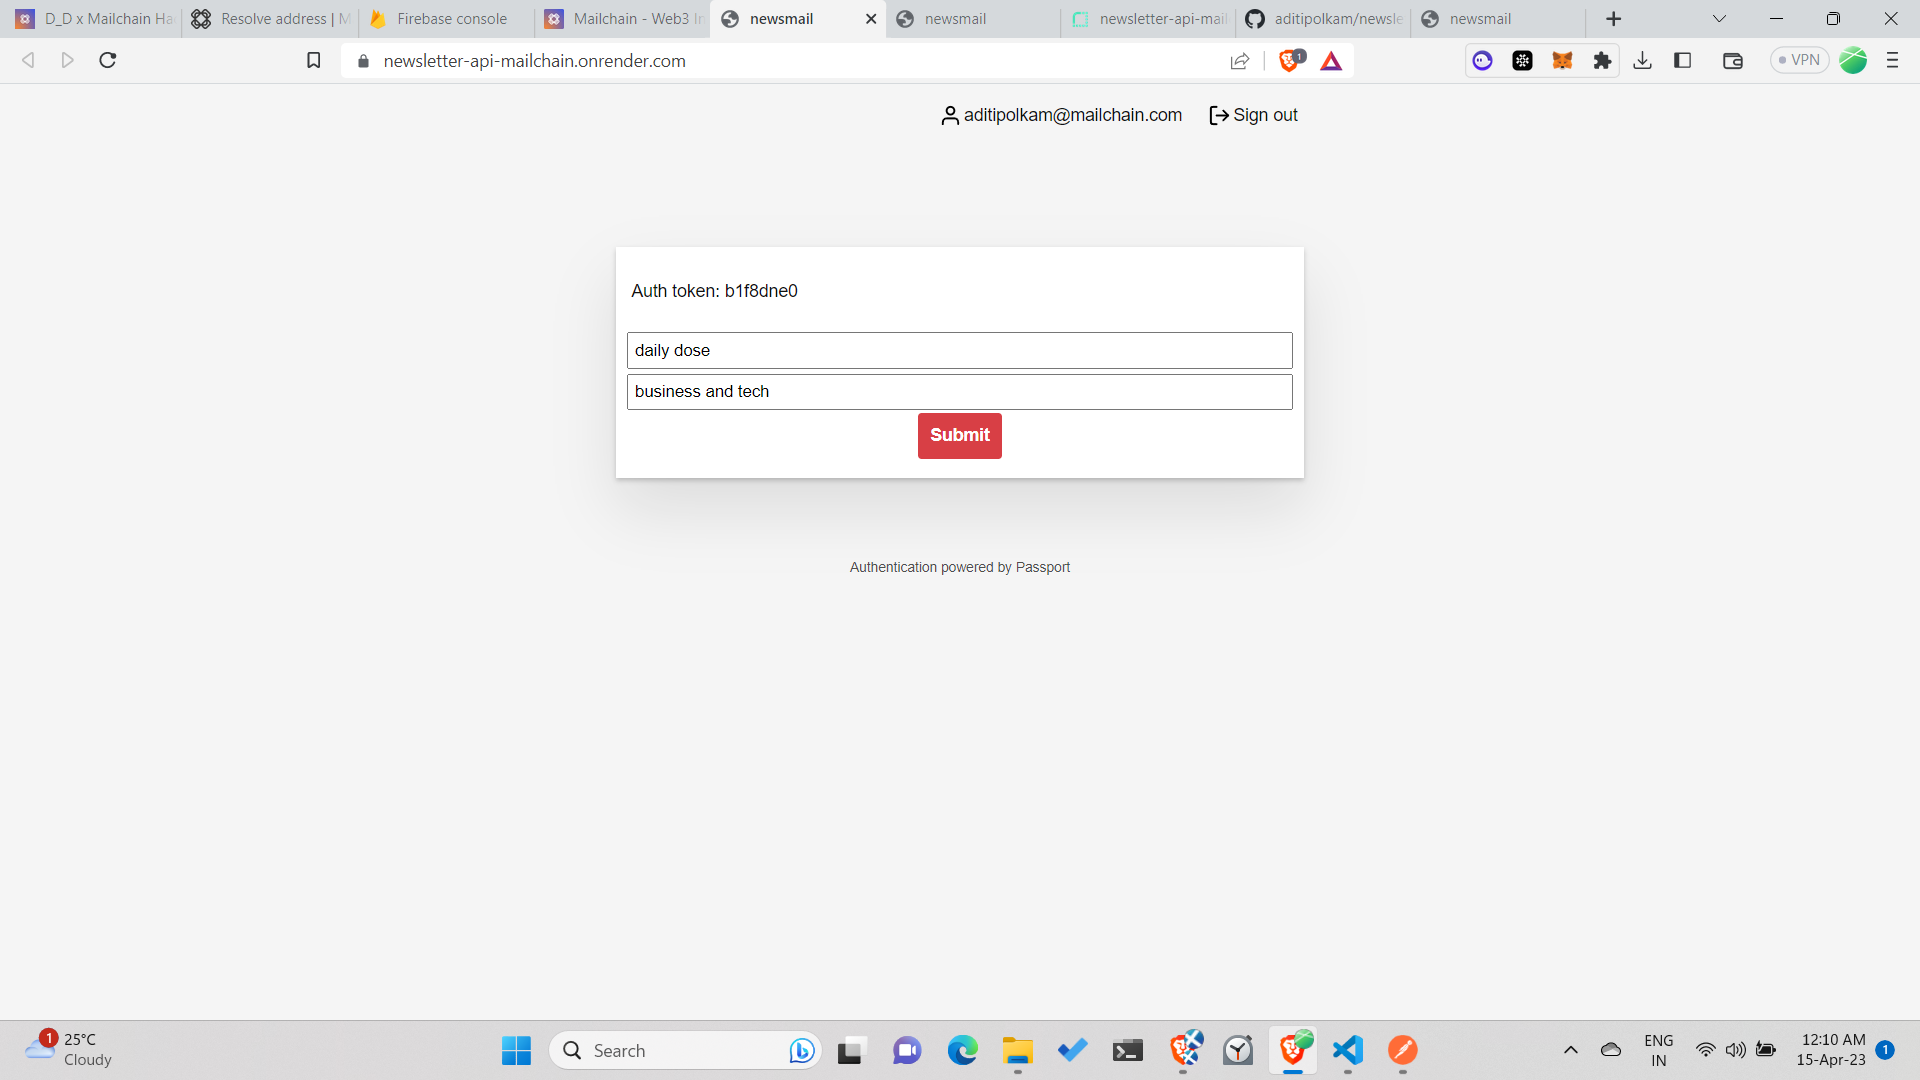 D_D x Mailchain Ha
Resolve address | M
Firebase console
Mailchain - Web3 In
newsmail
newsmail
newsletter-api-mail
aditipolkam/newsle
newsmail
newsletter-api-mailchain.onrender.com
1
VPN
aditipolkam@mailchain.com
Sign out
Auth token: b1f8dne0
daily dose
business and tech
Submit
Authentication powered by Passport
1
25°C
Cloudy
Search
ENG
IN
12:10 AM
15-Apr-23
1